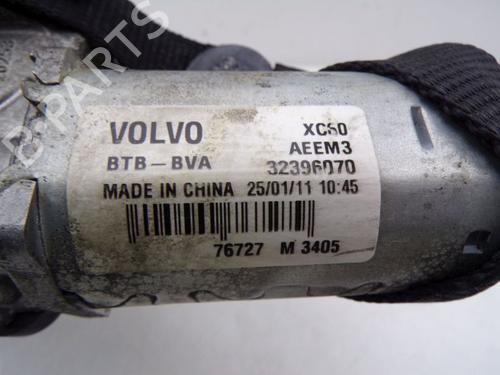 VOLVO XC60
BTB-BVA AEEM3
32396070
MADE IN CHINA 25/01/11 10:45
76727 M 3405
B-PARTS